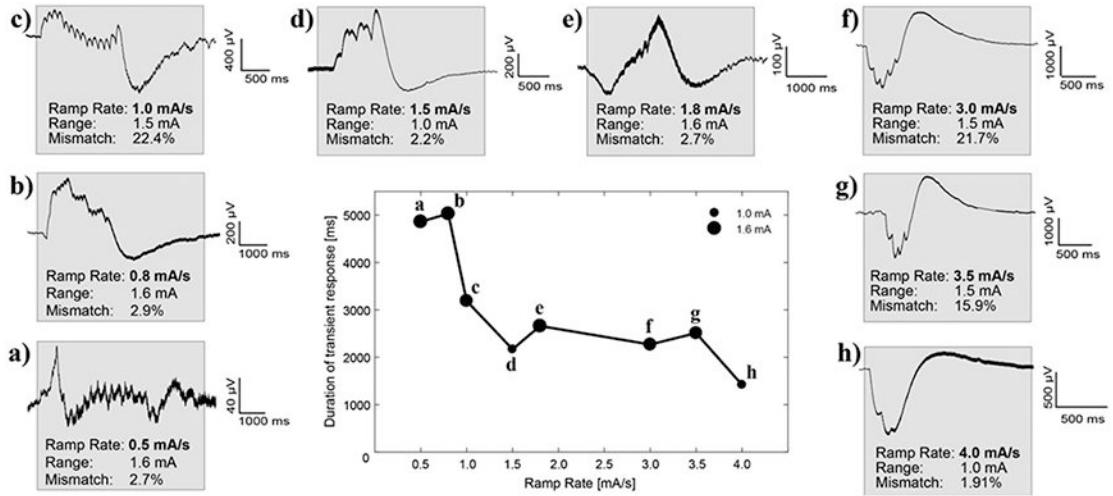 c)
400 µV
500 ms
Ramp Rate: 1.0 mA/s
Range: 1.5 mA
Mismatch: 22.4%
d)
200 µV
500 ms
Ramp Rate: 1.5 mA/s
Range: 1.0 mA
Mismatch: 2.2%
e)
100 µV
1000 ms
Ramp Rate: 1.8 mA/s
Range: 1.6 mA
Mismatch: 2.7%
f)
1000 µV
500 ms
Ramp Rate: 3.0 mA/s
Range: 1.5 mA
Mismatch: 21.7%
b)
200 µV
1000 ms
Ramp Rate: 0.8 mA/s
Range: 1.6 mA
Mismatch: 2.9%
a)
40 µV
1000 ms
Ramp Rate: 0.5 mA/s
Range: 1.6 mA
Mismatch: 2.7%
Duration of transient response [ms]
5000
4000
3000
2000
1000
0
a
b
c
d
e
f
g
h
1.0 mA
1.6 mA
0.5 1.0 1.5 2.0 2.5 3.0 3.5 4.0
Ramp Rate [mA/s]
g)
1000 µV
500 ms
Ramp Rate: 3.5 mA/s
Range: 1.5 mA
Mismatch: 15.9%
h)
500 µV
500 ms
Ramp Rate: 4.0 mA/s
Range: 1.0 mA
Mismatch: 1.91%